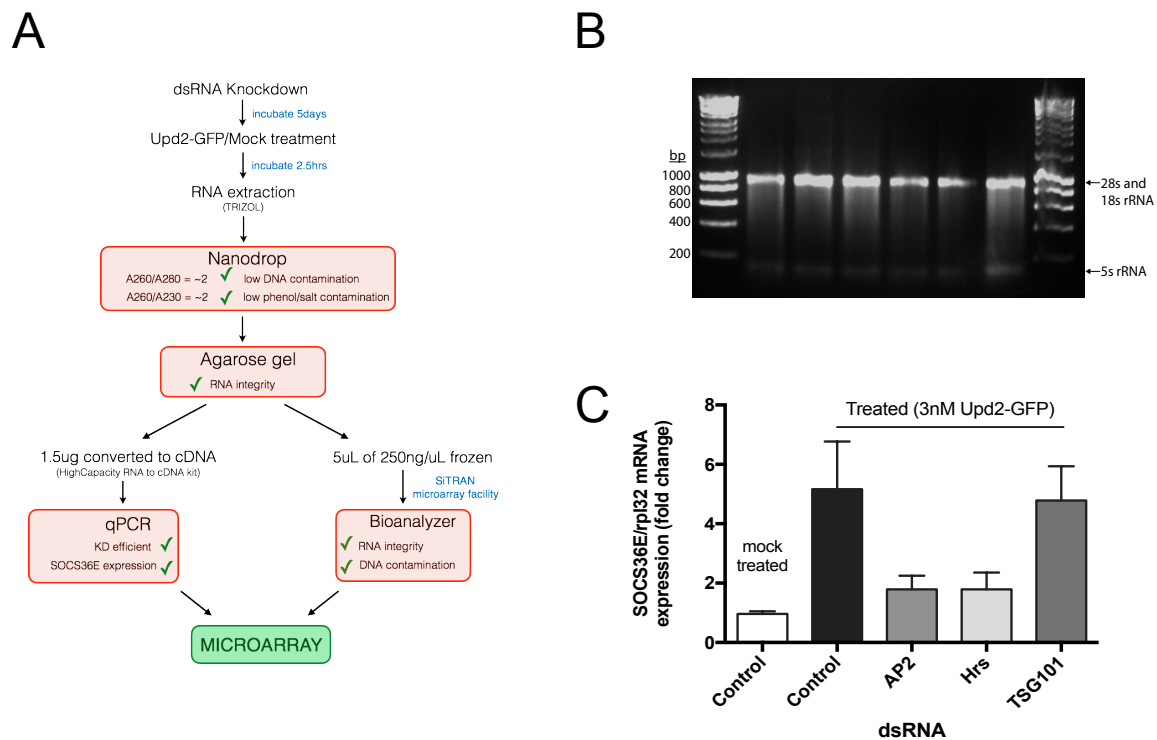 A
dsRNA Knockdown
incubate 5days
Upd2-GFP/Mock treatment
incubate 2.5hrs
RNA extraction
(TRIZOL)
Nanodrop
A260/A280 = ~2 ✓ low DNA contamination
A260/A230 = ~2 ✓ low phenol/salt contamination
Agarose gel
✓ RNA integrity
1.5ug converted to cDNA
(HighCapacity RNA to cDNA kit)
5uL of 250ng/uL frozen
SiTRAN
microarray facility
qPCR
KD efficient ✓
SOCS36E expression ✓
Bioanalyzer
✓ RNA integrity
✓ DNA contamination
MICROARRAY
B
bp
1000
800
600
400
200
28s and
18s rRNA
5s rRNA
C
Treated (3nM Upd2-GFP)
mock
treated
SOCS36E/rpl32 mRNA
expression (fold change)
8
6
4
2
0
Control
Control
AP2
Hrs
TSG101
dsRNA